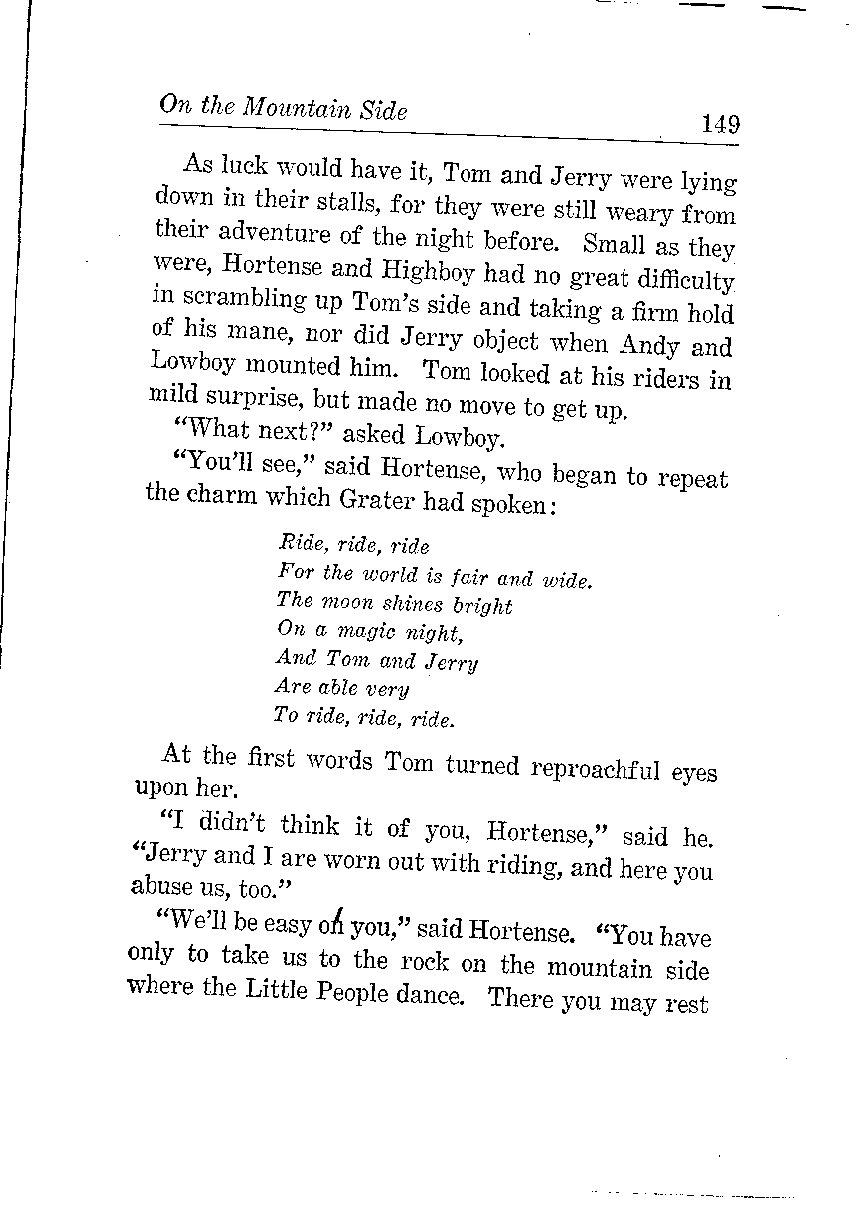 On the Mountain Side
149
As luck would have it, Tom and Jerry were lying
down in their stalls, for they were still weary from
their adventure of the night before. Small as they
were, Hortense and Highboy had no great difficulty
in scrambling up Tom's side and taking a firm hold
of his mane, nor did Jerry object when Andy and
Lowboy mounted him. Tom looked at his riders in
mild surprise, but made no move to get up.
“What next?” asked Lowboy.
“You'll see,” said Hortense, who began to repeat
the charm which Grater had spoken:
Ride, ride, ride
For the world is fair and wide.
The moon shines bright
On a magic night,
And Tom and Jerry
Are able very
To ride, ride, ride.
At the first words Tom turned reproachful eyes
upon her.
“I didn't think it of you, Hortense,” said he.
“Jerry and I are worn out with riding, and here you
abuse us, too.”
“We'll be easy on you,” said Hortense. “You have
only to take us to the rock on the mountain side
where the Little People dance. There you may rest